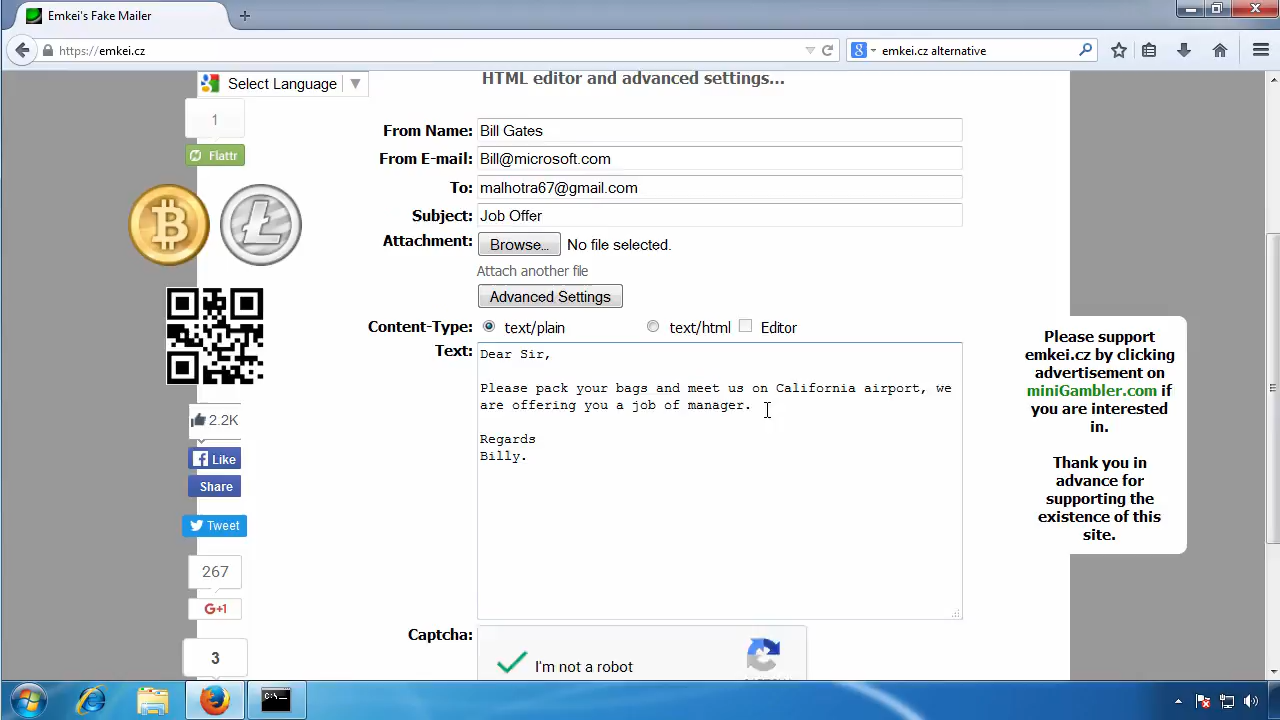 Emkei's Fake Mailer
https://emkei.cz
emkei.cz alternative
Select Language
HTML editor and advanced settings...
1
Flattr
From Name: Bill Gates
From E-mail: Bill@microsoft.com
To: malhotra67@gmail.com
Subject: Job Offer
Attachment: Browse... No file selected.
Attach another file
Advanced Settings
Content-Type: text/plain text/html Editor
Text: Dear Sir,
Please pack your bags and meet us on California airport, we
are offering you a job of manager.
Regards
Billy.
2.2K
Like
Share
Tweet
267
G+1
3
Please support
emkei.cz by clicking
advertisement on
miniGambler.com if
you are interested
in.
Thank you in
advance for
supporting the
existence of this
site.
Captcha: I'm not a robot